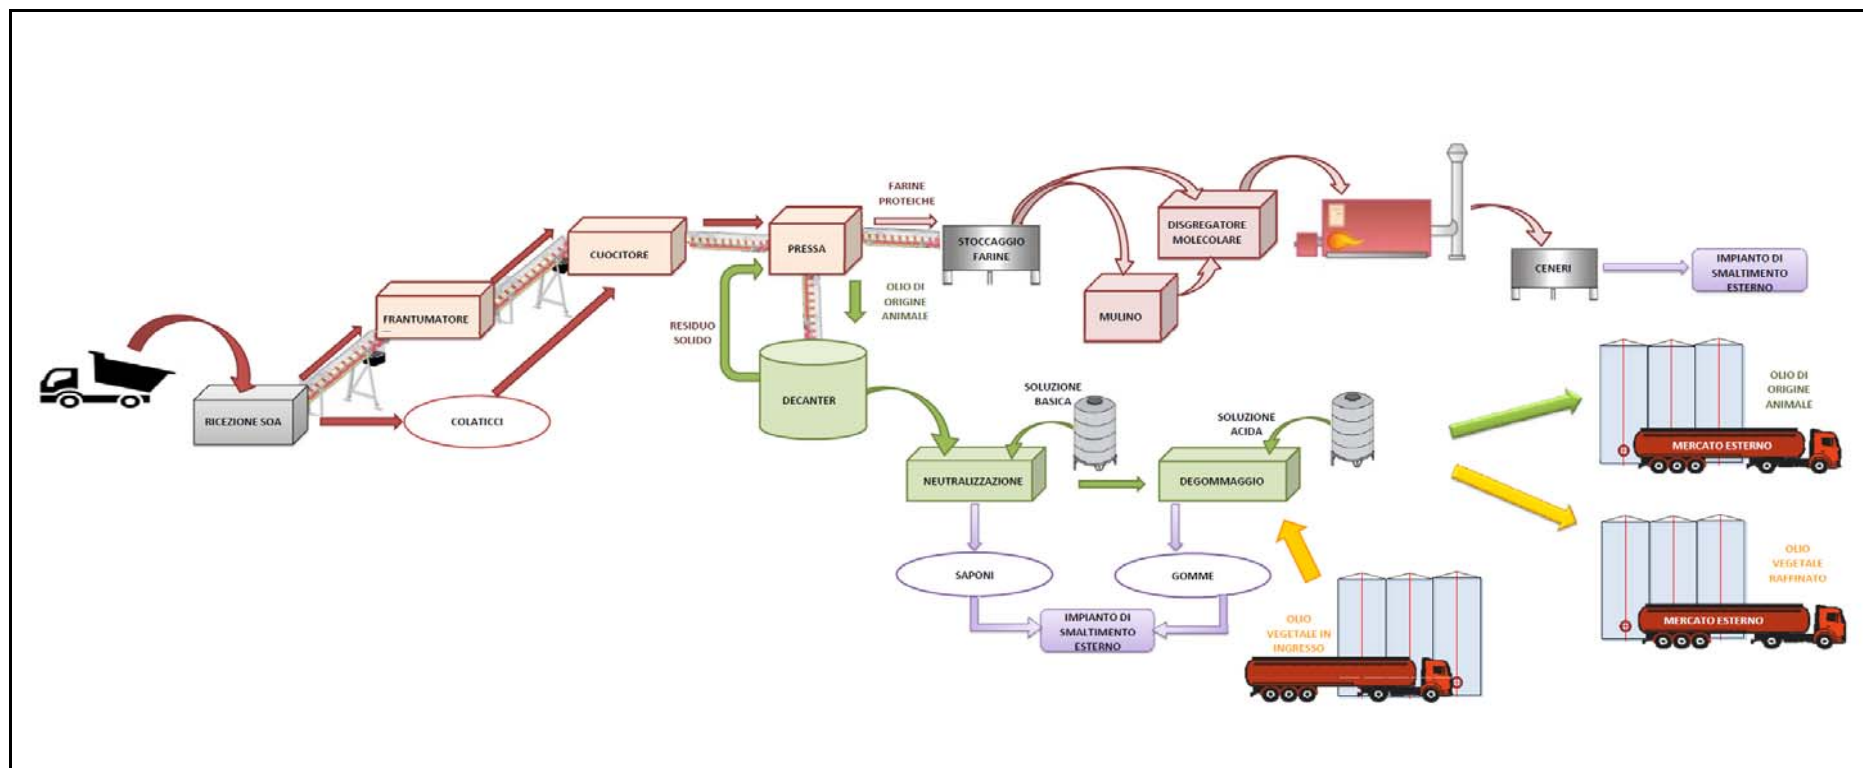 FARINE
PROTEICHE
CUOCITORE
PRESSA
STOCCAGGIO
FARINE
DISGREGATORE
MOLECOLARE
CENERI
IMPIANTO DI
SMALTIMENTO
ESTERNO
FRANTUMATORE
MULINO
OLIO DI
ORIGINE
ANIMALE
RESIDUO
SOLIDO
RICEZIONE SOA
COLATICCI
DECANTER
SOLUZIONE
BASICA
SOLUZIONE
ACIDA
OLIO DI
ORIGINE
ANIMALE
MERCATO ESTERNO
NEUTRALIZZAZIONE
DEGOMMAGGIO
SAPONI
GOMME
OLIO
VEGETALE
RAFFINATO
MERCATO ESTERNO
IMPIANTO DI
SMALTIMENTO
ESTERNO
OLIO
VEGETALE IN
INGRESSO